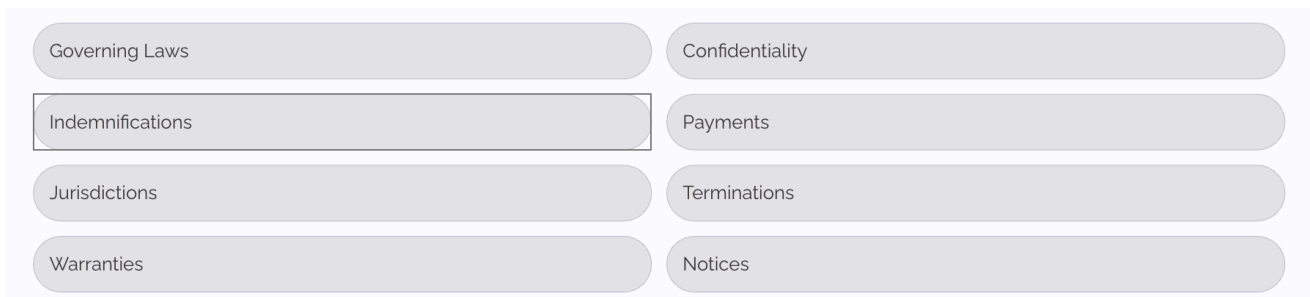 Governing Laws
Confidentiality
Indemnifications
Payments
Jurisdictions
Terminations
Warranties
Notices